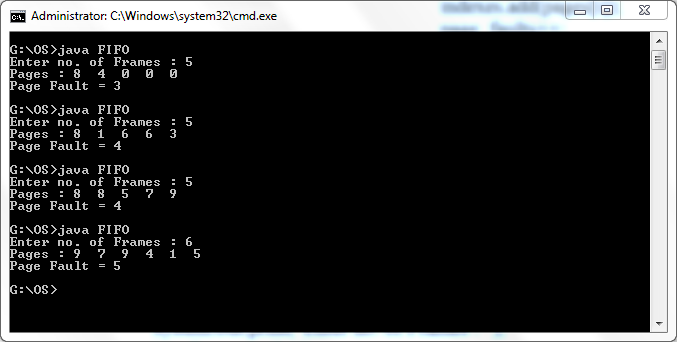 Administrator: C:\Windows\system32\cmd.exe
G:\OS>java FIFO
Enter no. of Frames : 5
Pages : 8  4  0  0  0
Page Fault = 3
G:\OS>java FIFO
Enter no. of Frames : 5
Pages : 8  1  6  6  3
Page Fault = 4
G:\OS>java FIFO
Enter no. of Frames : 5
Pages : 8  8  5  7  9
Page Fault = 4
G:\OS>java FIFO
Enter no. of Frames : 6
Pages : 9  7  9  4  1  5
Page Fault = 5
G:\OS>